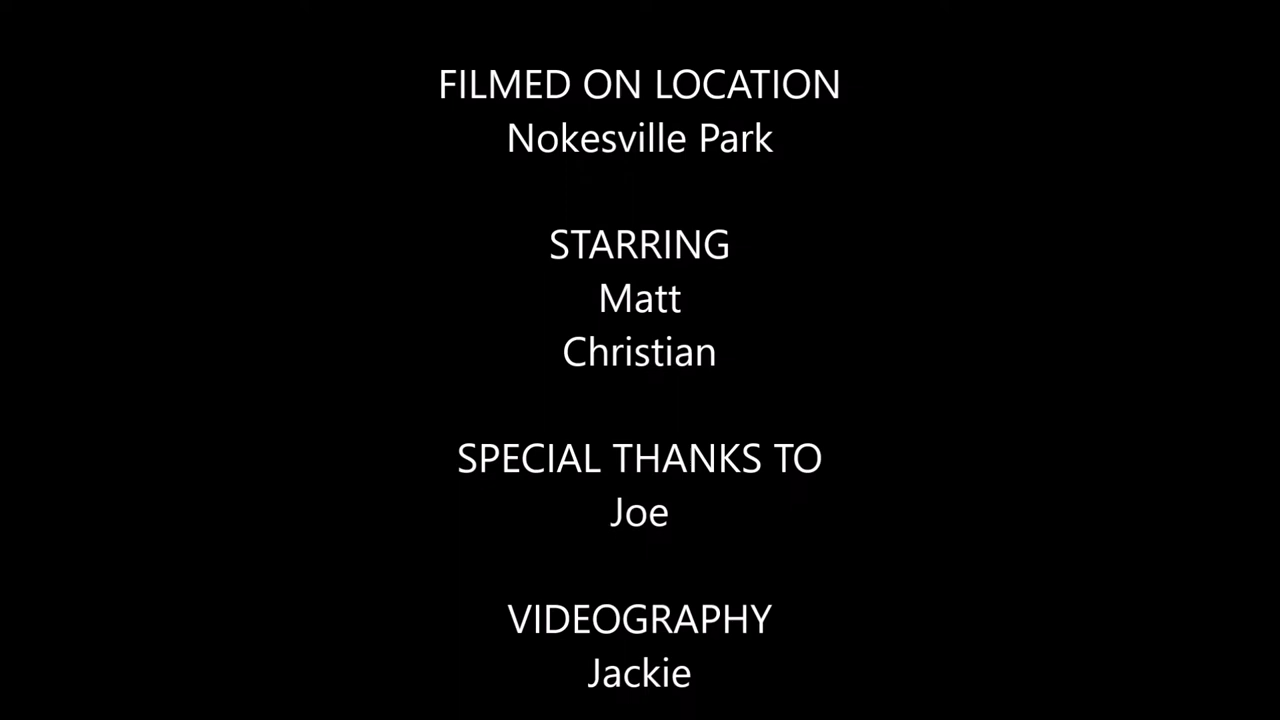 FILMED ON LOCATION
Nokesville Park
STARRING
Matt
Christian
SPECIAL THANKS TO
Joe
VIDEOGRAPHY
Jackie